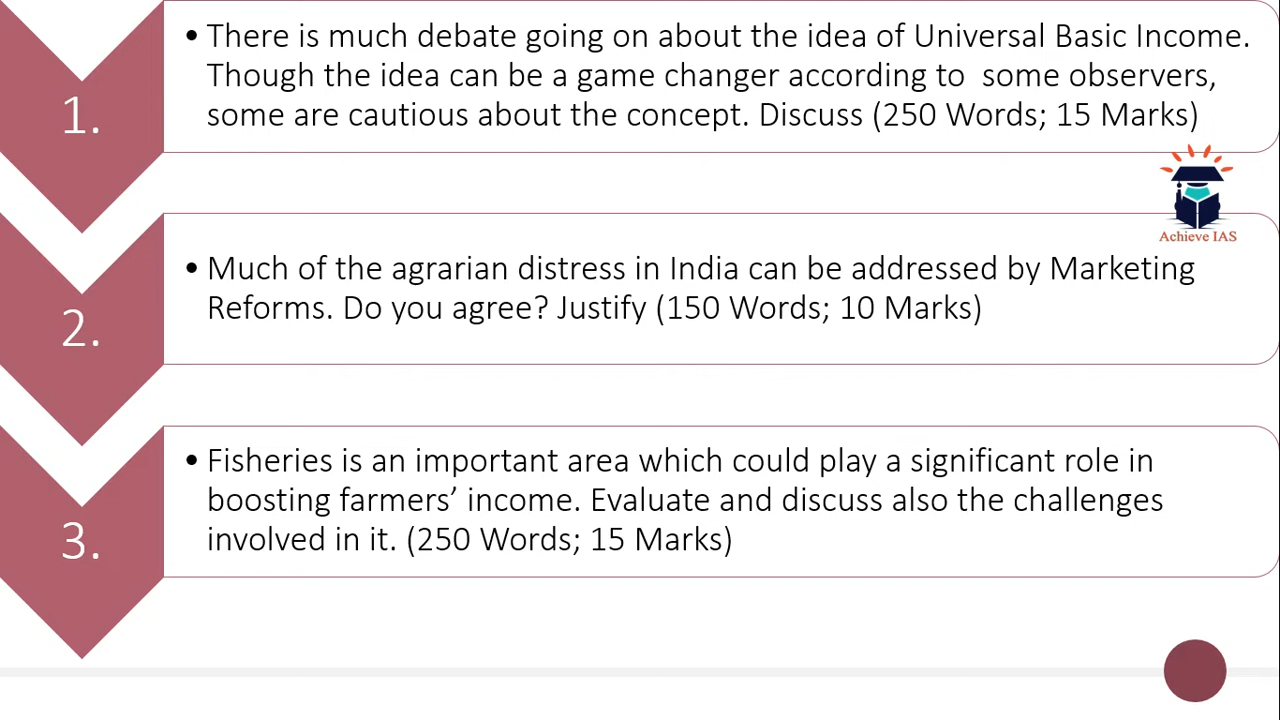 1.
• There is much debate going on about the idea of Universal Basic Income.
Though the idea can be a game changer according to  some observers,
some are cautious about the concept. Discuss (250 Words; 15 Marks)
Achieve IAS
2.
• Much of the agrarian distress in India can be addressed by Marketing
Reforms. Do you agree? Justify (150 Words; 10 Marks)
3.
• Fisheries is an important area which could play a significant role in
boosting farmers’ income. Evaluate and discuss also the challenges
involved in it. (250 Words; 15 Marks)